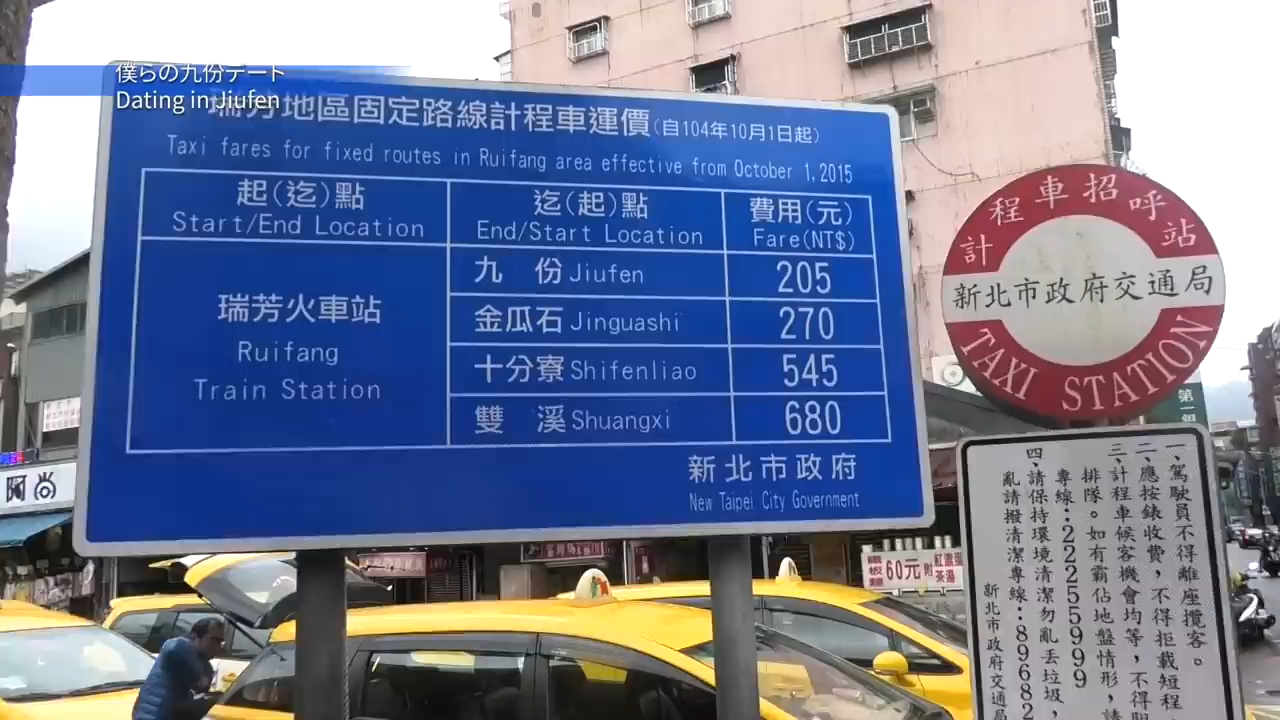 僕らの九份デート
Dating in Jiufen
瑞芳地區固定路線計程車運價(自104年10月1日起)
Taxi fares for fixed routes in Ruifang area effective from October 1, 2015
起(迄)點
Start/End Location
迄(起)點
End/Start Location
費用(元)
Fare(NT$)
瑞芳火車站
Ruifang
Train Station
九 份 Jiufen
205
金瓜石 Jinguashi
270
十分寮 Shifenliao
545
雙 溪 Shuangxi
680
新北市政府
New Taipei City Government
計程車招呼站
新北市政府交通局
TAXI STATION
一、駕駛員不得離座攬客。
二、應按錶收費，不得拒載短程
三、計程車候客機會均等，不得
排隊。如有霸佔地盤情形，請
專線：22255999
四、請保持環境清潔勿亂丟垃圾，
亂請撥清潔專線：89682
新北市政府交通局
第一
60元
紅茶